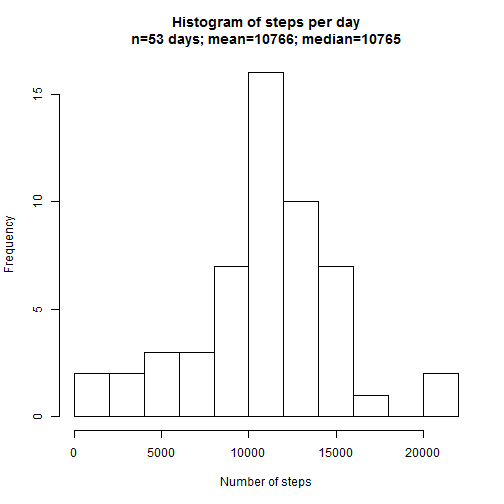 Histogram of steps per day
n=53 days; mean=10766; median=10765
Frequency
15
10
5
0
0 5000 10000 15000 20000
Number of steps